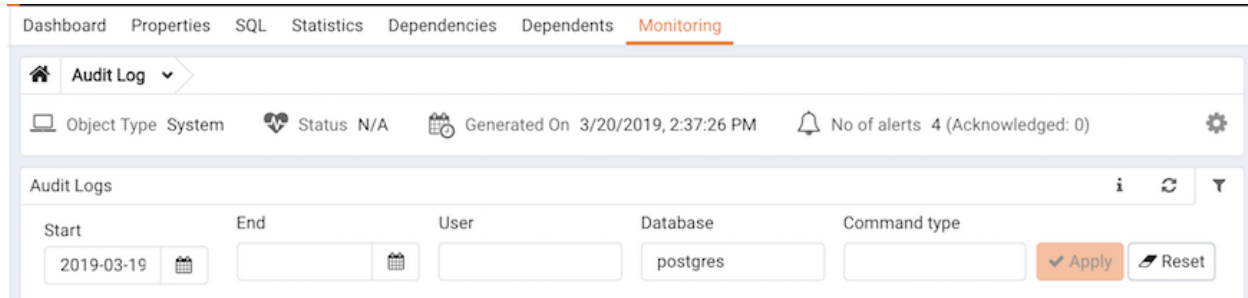 Dashboard Properties SQL Statistics Dependencies Dependents Monitoring
Audit Log
Object Type System Status N/A Generated On 3/20/2019, 2:37:26 PM No of alerts 4 (Acknowledged: 0)
Audit Logs
Start End User Database Command type
2019-03-19 postgres Apply Reset